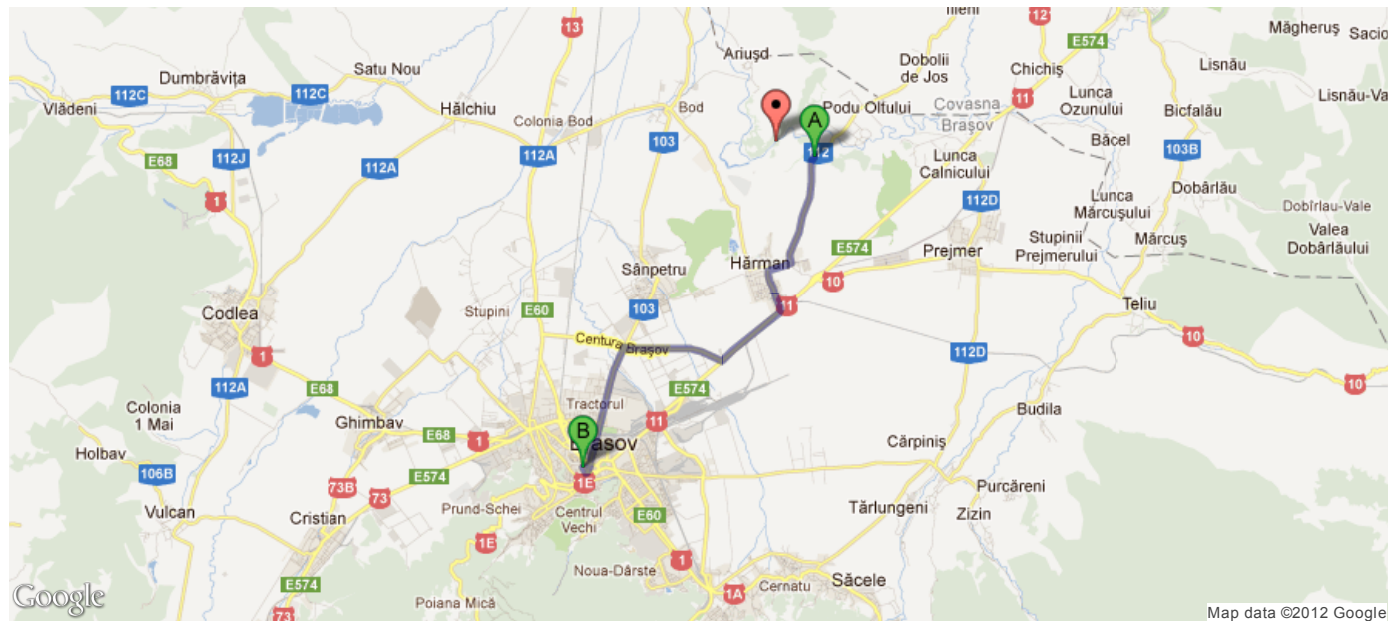 Ilieni
12
13
E574
Măgheruș
Sacio
Ariușd
Satu Nou
Dobolii
de Jos
Chichiș
Lisnău
Dumbrăvița
112C
112C
11
Lunca
Ozunului
Lisnău-Va
Vlădeni
Hălchiu
Bod
A
Podu Oltului
Covasna
Brașov
Bicfalău
Colonia Bod
103
Băcel
E68
112J
112A
112A
112
103B
Lunca
Calnicului
Dobârlău
1
112D
Lunca
Mărcușului
Dobîrlau-Vale
Valea
Dobârlăului
Stupinii
Prejmerului
Mărcuș
Hărman
E574
Prejmer
Sânpetru
10
11
Teliu
Codlea
Stupini
E60
103
10
Centura Brașov
1
112D
112A
E68
E574
10
Colonia
1 Mai
Tractorul
Budila
Ghimbav
E68
1
11
B
Brasov
Cărpiniș
Holbav
106B
E574
1E
73B
73
Purcăreni
Vulcan
Cristian
Prund-Schei
Centrul
Vechi
E60
Tărlungeni
Zizin
1E
1
Noua-Dârste
E574
Cernatu
Săcele
1A
Poiana Mică
73
Google
Map data ©2012 Google